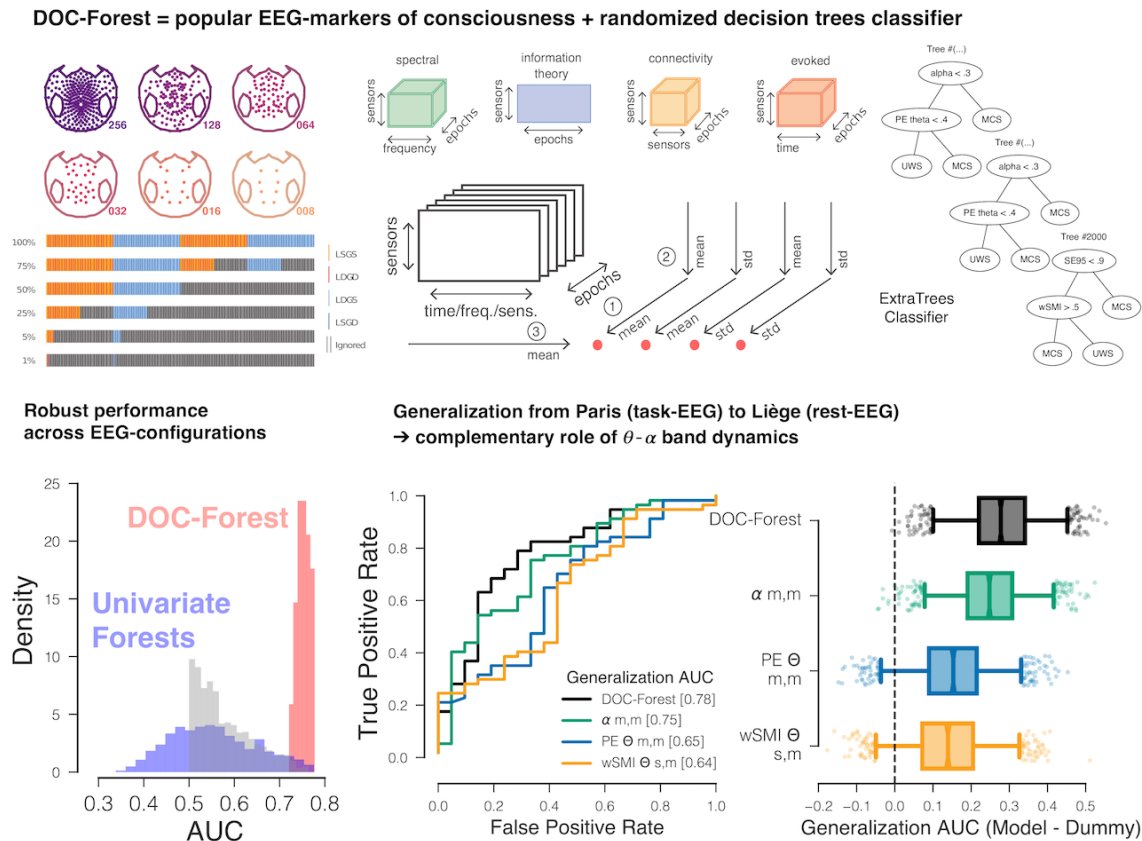 DOC-Forest = popular EEG-markers of consciousness + randomized decision trees classifier
256
128
064
032
016
008
100%
75%
50%
25%
5%
1%
LSGS
LDGD
LDGS
LSGD
Ignored
spectral
sensors
frequency
epochs
information
theory
epochs
connectivity
sensors
sensors
epochs
evoked
sensors
time
epochs
sensors
time/freq./sens.
epochs
1
2
3
mean
mean
std
mean
std
mean
mean
std
std
Tree #(...)
alpha < .3
PE theta < .4
MCS
UWS
MCS
Tree #(...)
alpha < .3
PE theta < .4
MCS
UWS
MCS
Tree #2000
SE95 < .9
wSMI > .5
MCS
MCS
UWS
ExtraTrees
Classifier
Robust performance
across EEG-configurations
Density
25
20
15
10
5
0
DOC-Forest
Univariate
Forests
0.3 0.4 0.5 0.6 0.7 0.8
AUC
Generalization from Paris (task-EEG) to Liège (rest-EEG)
→ complementary role of θ-α band dynamics
True Positive Rate
1.0
0.8
0.6
0.4
0.2
0.0
Generalization AUC
DOC-Forest [0.78]
α m,m [0.75]
PE Θ m,m [0.65]
wSMI Θ s,m [0.64]
0.0 0.2 0.4 0.6 0.8 1.0
False Positive Rate
DOC-Forest
α m,m
PE Θ
m,m
wSMI Θ
s,m
−0.2 −0.1 0.0 0.1 0.2 0.3 0.4 0.5
Generalization AUC (Model - Dummy)